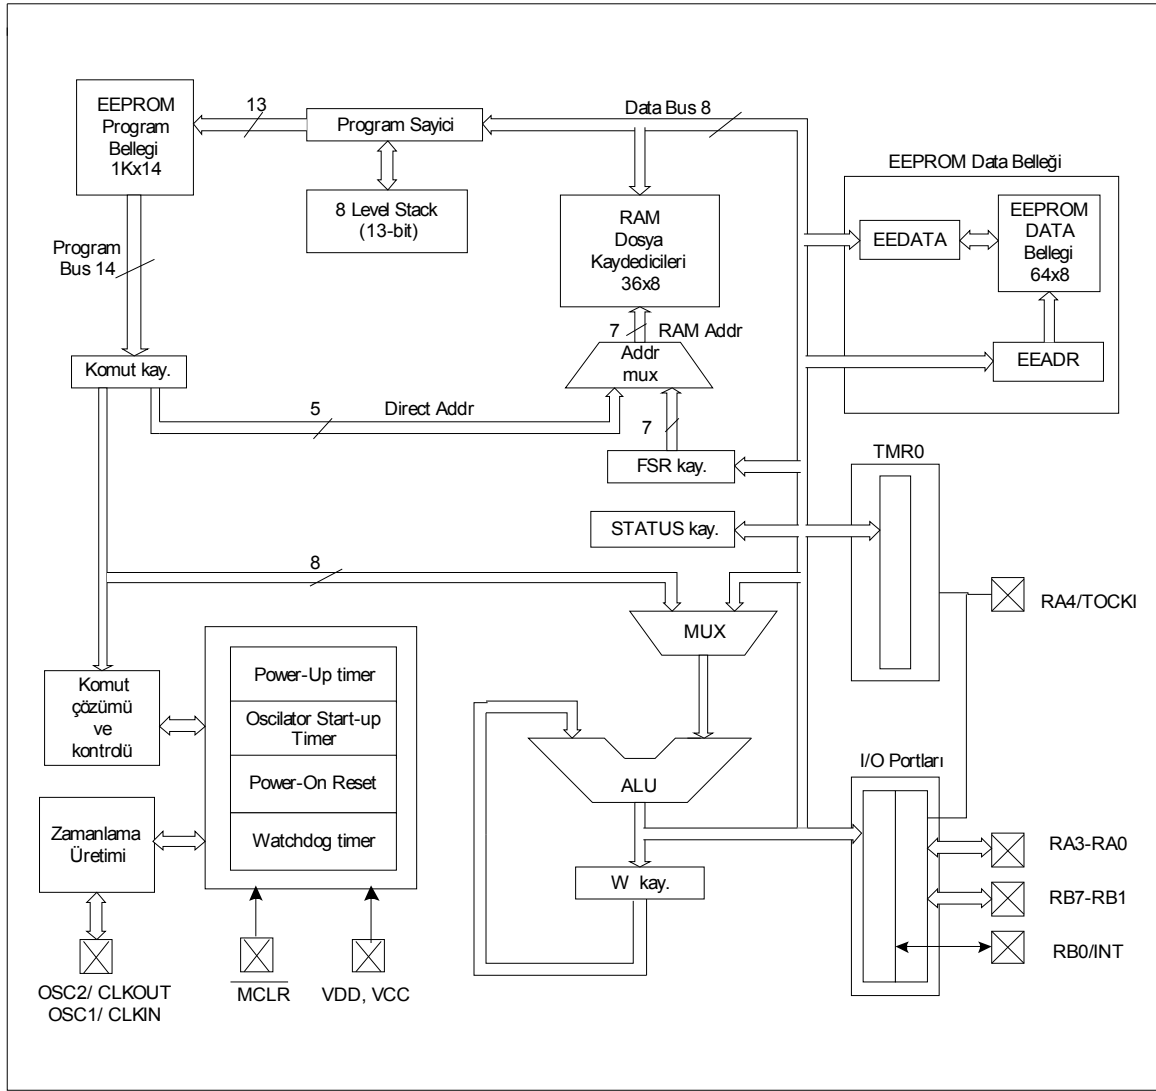 EEPROM
Program
Bellegi
1Kx14
13
Program Sayici
Data Bus 8
8 Level Stack
(13-bit)
RAM
Dosya
Kaydedicileri
36x8
EEPROM Data Belleği
EEDATA
EEPROM
DATA
Bellegi
64x8
EEADR
Program
Bus 14
7
RAM Addr
Addr
mux
Komut kay.
5
Direct Addr
7
FSR kay.
TMR0
STATUS kay.
8
RA4/TOCKI
MUX
Komut
çözümü
ve
kontrolü
Power-Up timer
Oscilator Start-up
Timer
Power-On Reset
Watchdog timer
ALU
I/O Portları
Zamanlama
Üretimi
W kay.
RA3-RA0
RB7-RB1
RB0/INT
OSC2/ CLKOUT
OSC1/ CLKIN
MCLR
VDD, VCC